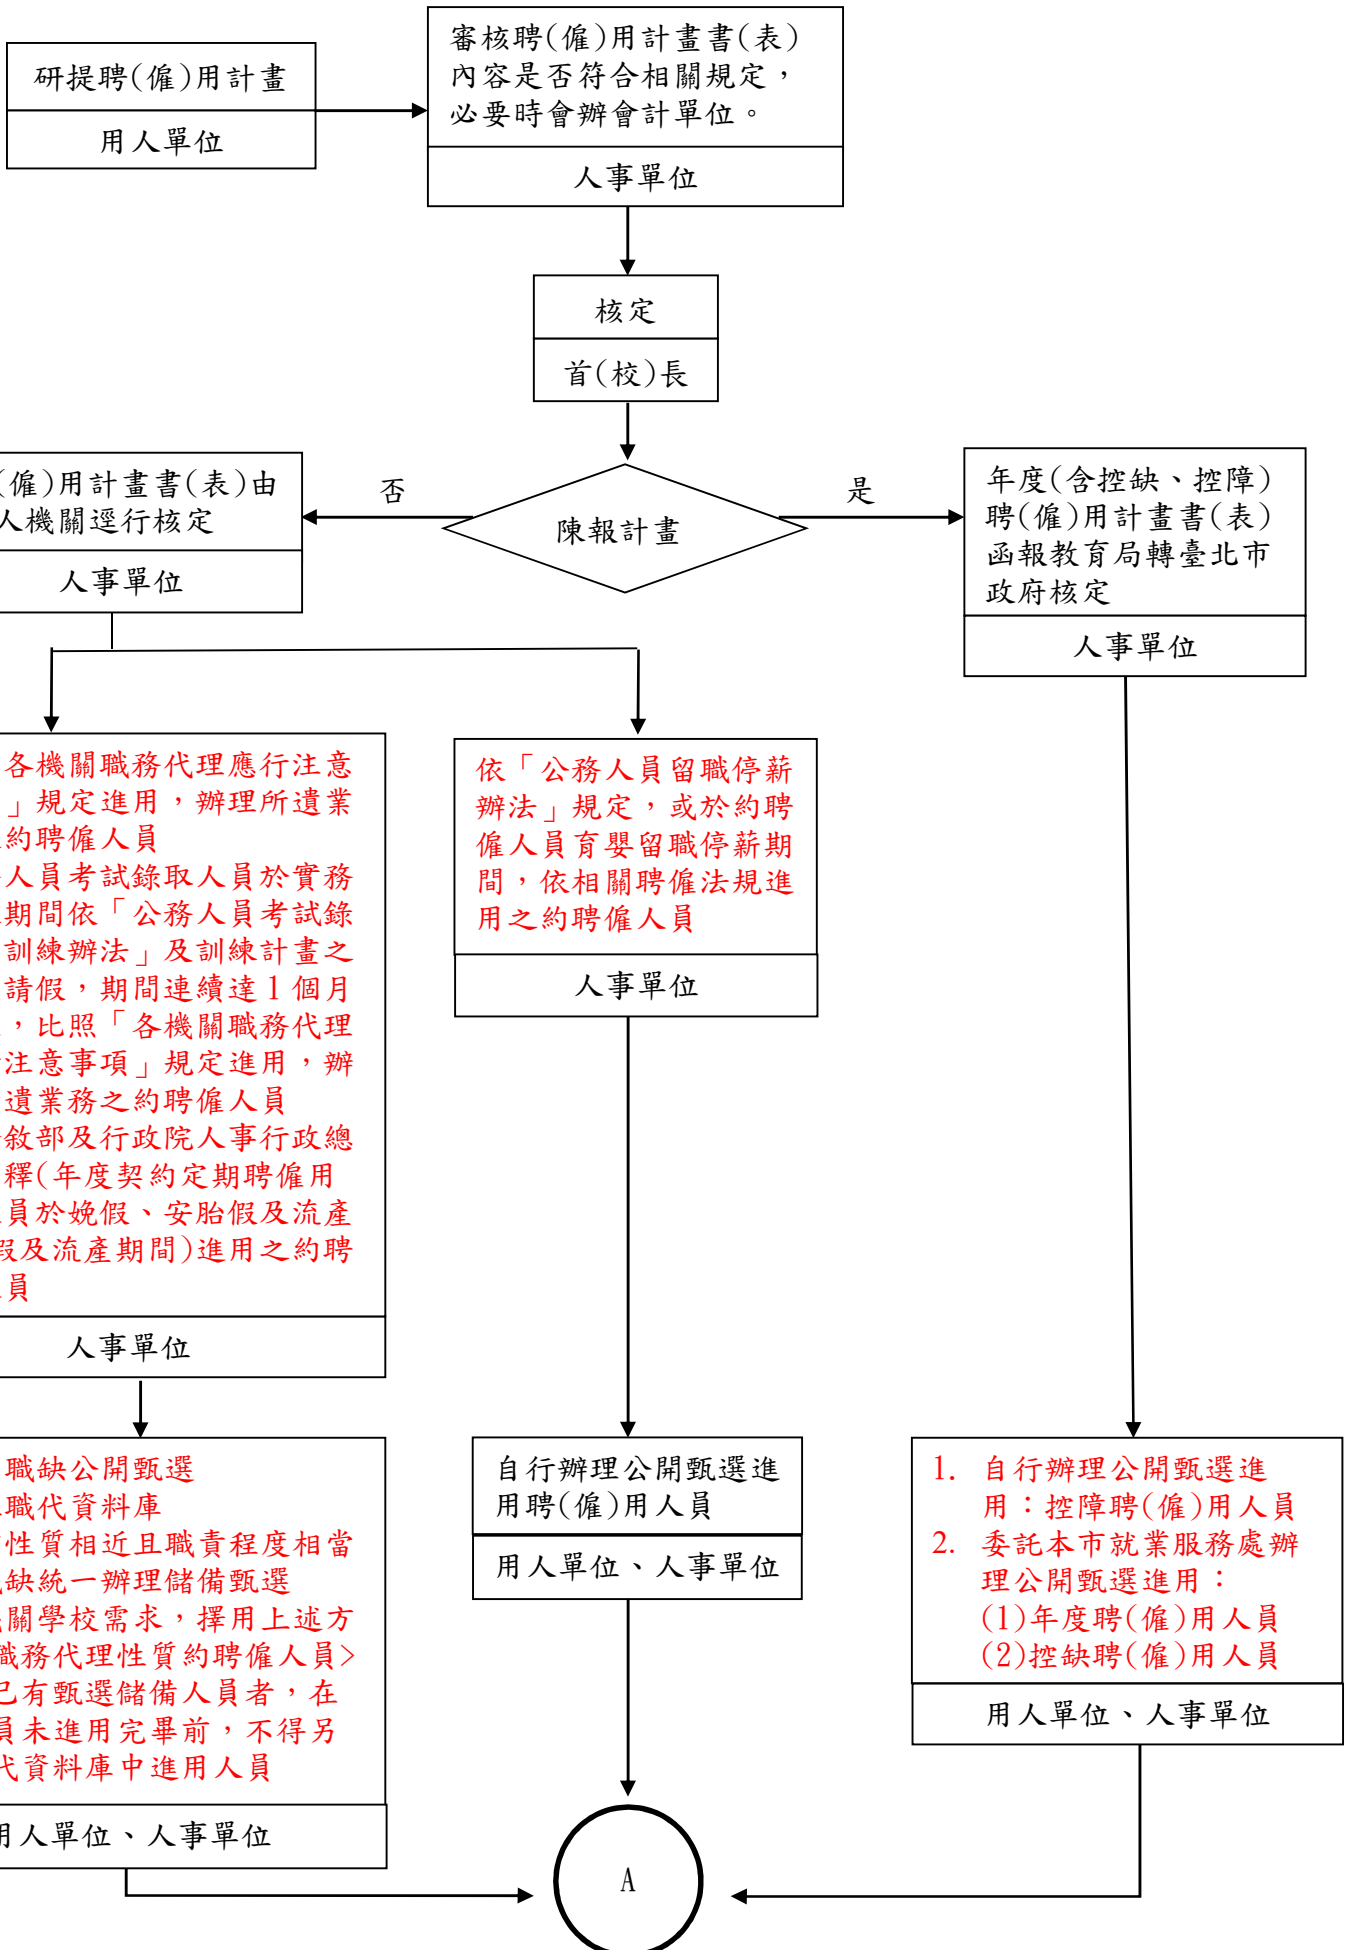 研提聘(僱)用計畫
用人單位
審核聘(僱)用計畫書(表)
內容是否符合相關規定，
必要時會辦會計單位。
人事單位
核定
首(校)長
陳報計畫
否
是
(僱)用計畫書(表)由
人機關逕行核定
人事單位
年度(含控缺、控障)
聘(僱)用計畫書(表)
函報教育局轉臺北市
政府核定
人事單位
各機關職務代理應行注意
」規定進用，辦理所遺業
約聘僱人員
人員考試錄取人員於實務
期間依「公務人員考試錄
訓練辦法」及訓練計畫之
請假，期間連續達1個月
，比照「各機關職務代理
注意事項」規定進用，辦
遺業務之約聘僱人員
敘部及行政院人事行政總
釋(年度契約定期聘僱用
員於娩假、安胎假及流產
假及流產期間)進用之約聘
員
人事單位
依「公務人員留職停薪
辦法」規定，或於約聘
僱人員育嬰留職停薪期
間，依相關聘僱法規進
用之約聘僱人員
人事單位
職缺公開甄選
職代資料庫
性質相近且職責程度相當
缺統一辦理儲備甄選
關學校需求，擇用上述方
職務代理性質約聘僱人員>
已有甄選儲備人員者，在
員未進用完畢前，不得另
代資料庫中進用人員
用人單位、人事單位
自行辦理公開甄選進
用聘(僱)用人員
用人單位、人事單位
1. 自行辦理公開甄選進
用：控障聘(僱)用人員
2. 委託本市就業服務處辦
理公開甄選進用：
(1)年度聘(僱)用人員
(2)控缺聘(僱)用人員
用人單位、人事單位
A